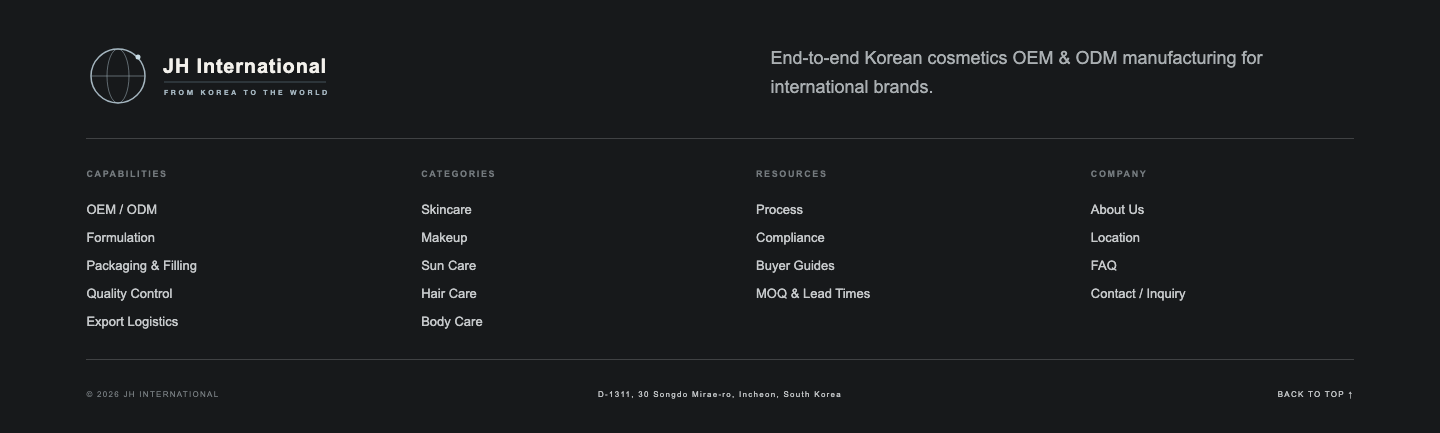 JH International
FROM KOREA TO THE WORLD
End-to-end Korean cosmetics OEM & ODM manufacturing for
international brands.
CAPABILITIES
OEM / ODM
Formulation
Packaging & Filling
Quality Control
Export Logistics
CATEGORIES
Skincare
Makeup
Sun Care
Hair Care
Body Care
RESOURCES
Process
Compliance
Buyer Guides
MOQ & Lead Times
COMPANY
About Us
Location
FAQ
Contact / Inquiry
© 2026 JH INTERNATIONAL
D-1311, 30 Songdo Mirae-ro, Incheon, South Korea
BACK TO TOP ↑